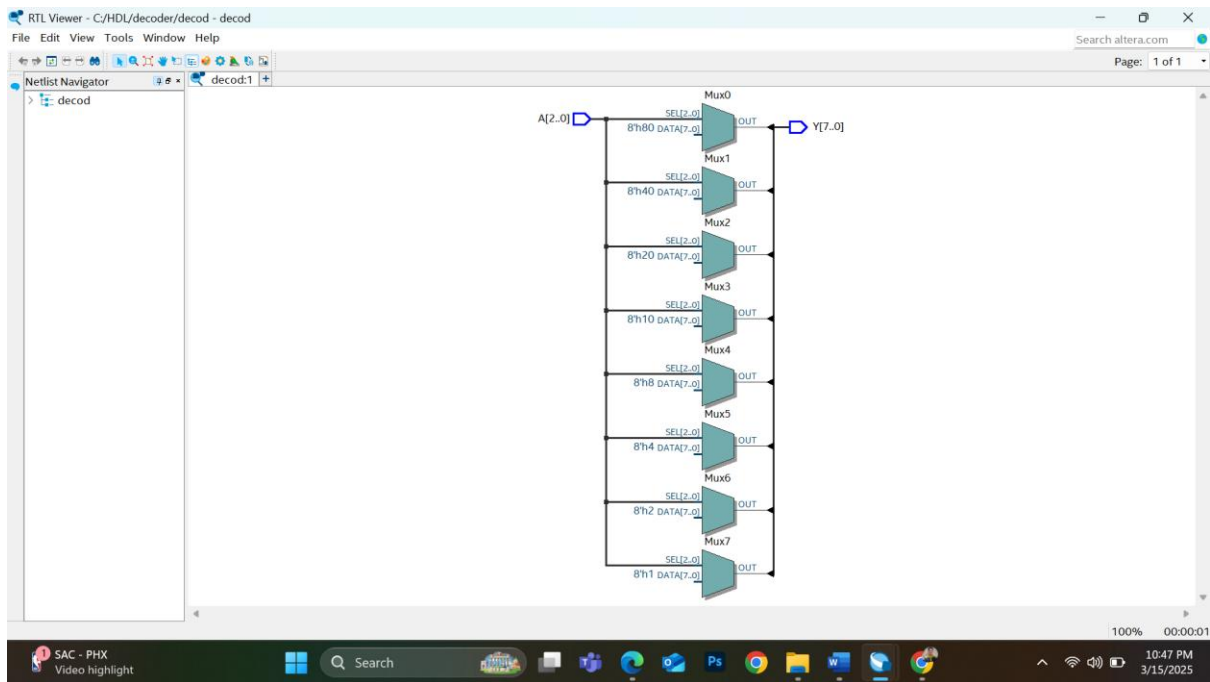 RTL Viewer - C:/HDL/decoder/decod - decod
File Edit View Tools Window Help
Search altera.com
Page: 1 of 1
Netlist Navigator
decod:1
decod
Mux0
A[2..0]
SEL[2..0]
8'h80 DATA[7..0]
OUT
Y[7..0]
Mux1
SEL[2..0]
8'h40 DATA[7..0]
OUT
Mux2
SEL[2..0]
8'h20 DATA[7..0]
OUT
Mux3
SEL[2..0]
8'h10 DATA[7..0]
OUT
Mux4
SEL[2..0]
8'h8 DATA[7..0]
OUT
Mux5
SEL[2..0]
8'h4 DATA[7..0]
OUT
Mux6
SEL[2..0]
8'h2 DATA[7..0]
OUT
Mux7
SEL[2..0]
8'h1 DATA[7..0]
OUT
100% 00:00:01
1
SAC - PHX
Video highlight
Search
Ps
W
10:47 PM
3/15/2025